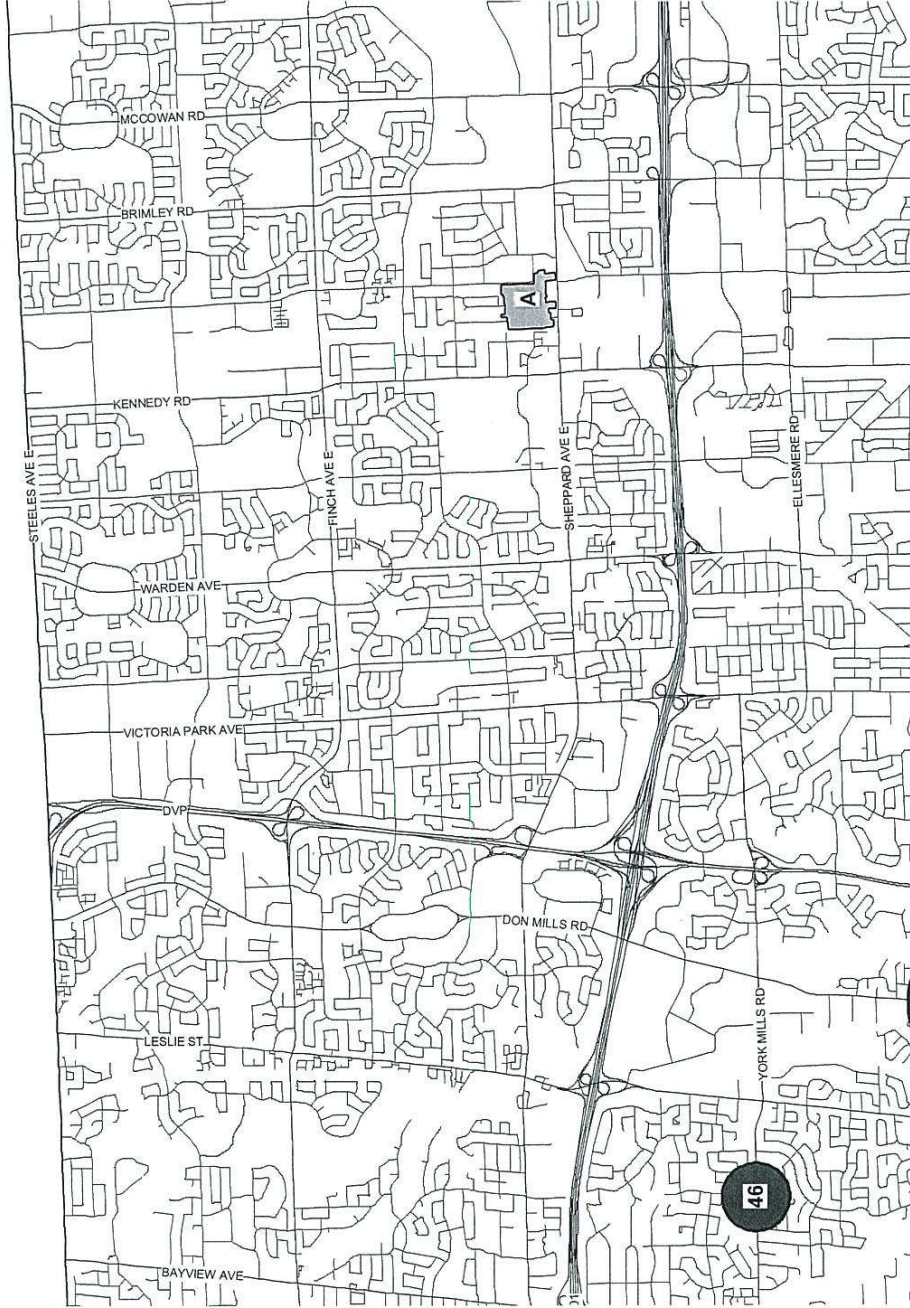 MCCOWAN RD
BRIMLEY RD
A
KENNEDY RD
STEELES AVE E
FINCH AVE E
SHEPPARD AVE E
ELLESMERE RD
WARDEN AVE
VICTORIA PARK AVE
DVP
DON MILLS RD
LESLIE ST
YORK MILLS RD
46
BAYVIEW AVE